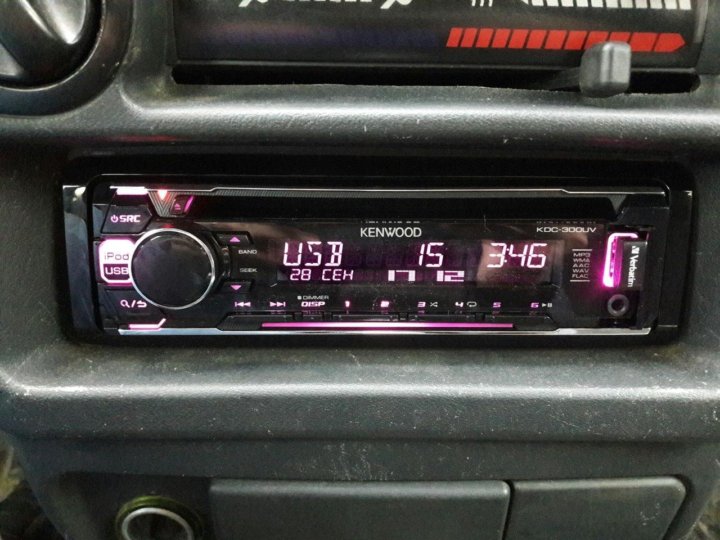 KENWOOD
KDC-300UV
SRC
iPod
USB
BAND
SEEK
USB 15 3:46
28 СЕН 17 12
MP3
WMA
AAC
WAV
FLAC
Verbatim
DIMMER
DISP 1 2 3 4 5 6